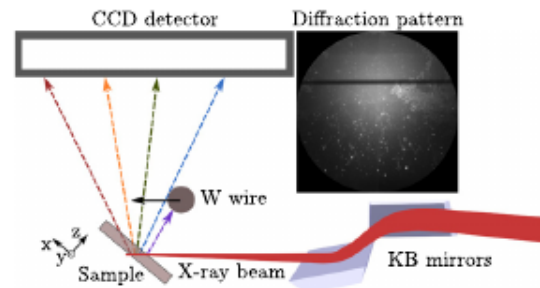 CCD detector
Diffraction pattern
W wire
x
y
z
Sample
X-ray beam
KB mirrors